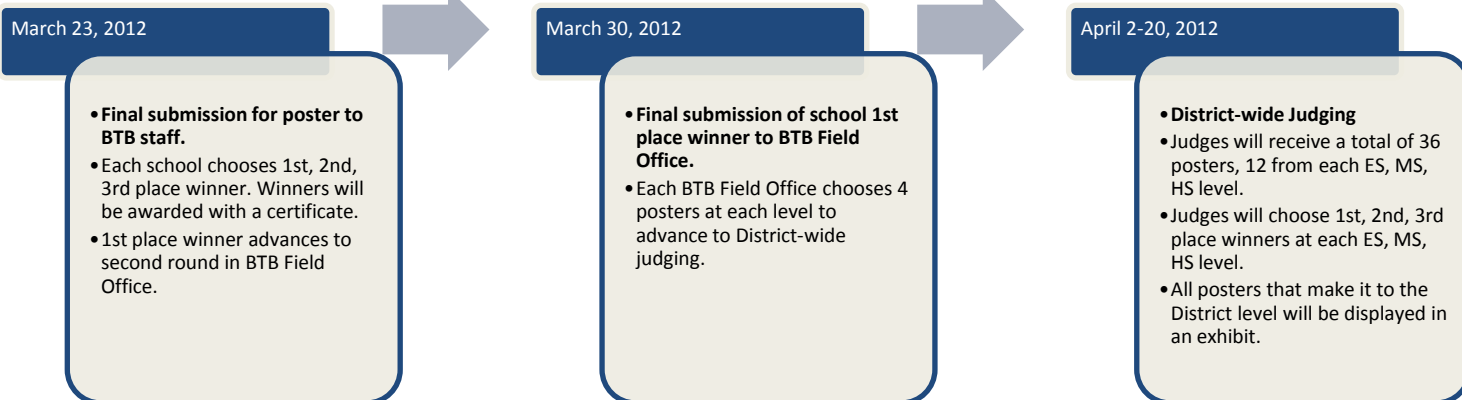 March 23, 2012
•Final submission for poster to
BTB staff.
•Each school chooses 1st, 2nd,
3rd place winner. Winners will
be awarded with a certificate.
•1st place winner advances to
second round in BTB Field
Office.
March 30, 2012
•Final submission of school 1st
place winner to BTB Field
Office.
•Each BTB Field Office chooses 4
posters at each level to
advance to District-wide
judging.
April 2-20, 2012
•District-wide Judging
•Judges will receive a total of 36
posters, 12 from each ES, MS,
HS level.
•Judges will choose 1st, 2nd, 3rd
place winners at each ES, MS,
HS level.
•All posters that make it to the
District level will be displayed in
an exhibit.